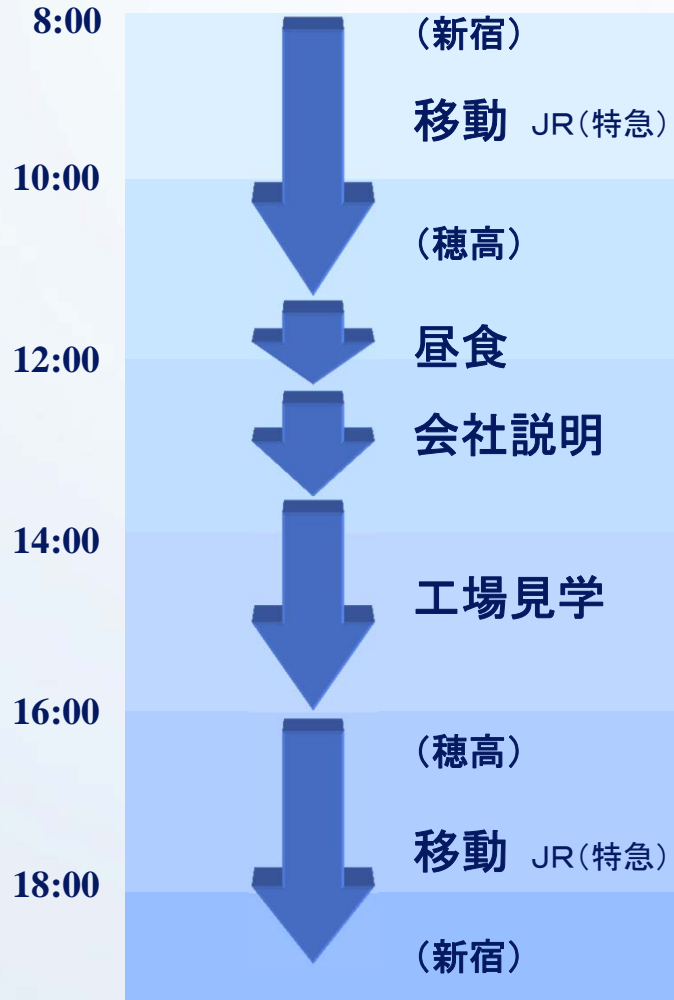 8:00
（新宿）
移動 JR（特急）
10:00
（穂高）
昼食
12:00
会社説明
14:00
工場見学
16:00
（穂高）
移動 JR（特急）
18:00
（新宿）